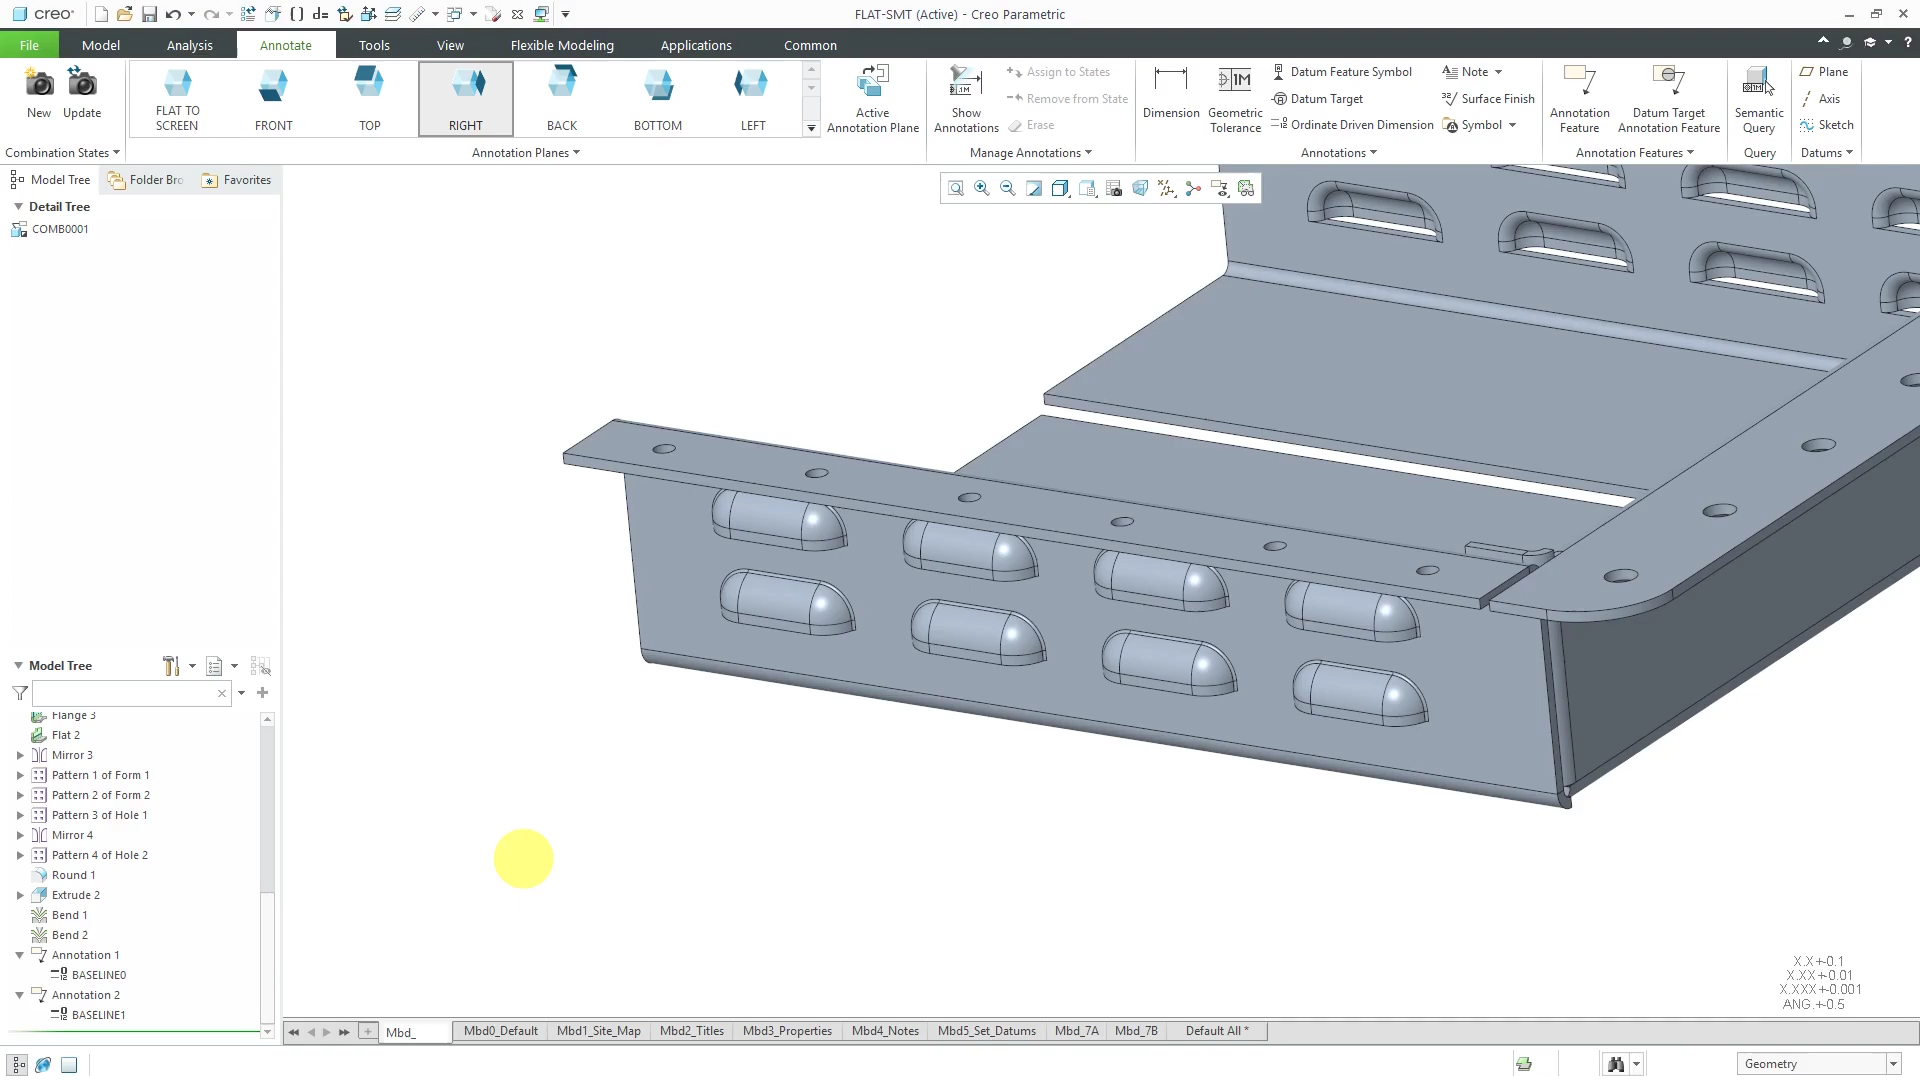 creo
FLAT-SMT (Active) - Creo Parametric
File Model Analysis Annotate Tools View Flexible Modeling Applications Common
New Update
FLAT TO SCREEN FRONT TOP RIGHT BACK BOTTOM LEFT
Active Annotation Plane
Show Annotations
Assign to States
Remove from State
Erase
Dimension
Geometric Tolerance
Datum Feature Symbol
Datum Target
Ordinate Driven Dimension
Note
Surface Finish
Symbol
Annotation Feature
Datum Target Annotation Feature
Semantic Query
Plane
Axis
Sketch
Combination States Annotation Planes Manage Annotations Annotations Annotation Features Query Datums
Model Tree Folder Bro Favorites
Detail Tree
COMB0001
Model Tree
Flange 3
Flat 2
Mirror 3
Pattern 1 of Form 1
Pattern 2 of Form 2
Pattern 3 of Hole 1
Mirror 4
Pattern 4 of Hole 2
Round 1
Extrude 2
Bend 1
Bend 2
Annotation 1
BASELINE0
Annotation 2
BASELINE1
X.X+-0.1
X.XX+-0.01
X.XXX+-0.001
ANG.+-0.5
Mbd_ Mbd0_Default Mbd1_Site_Map Mbd2_Titles Mbd3_Properties Mbd4_Notes Mbd5_Set_Datums Mbd_7A Mbd_7B Default All *
Geometry